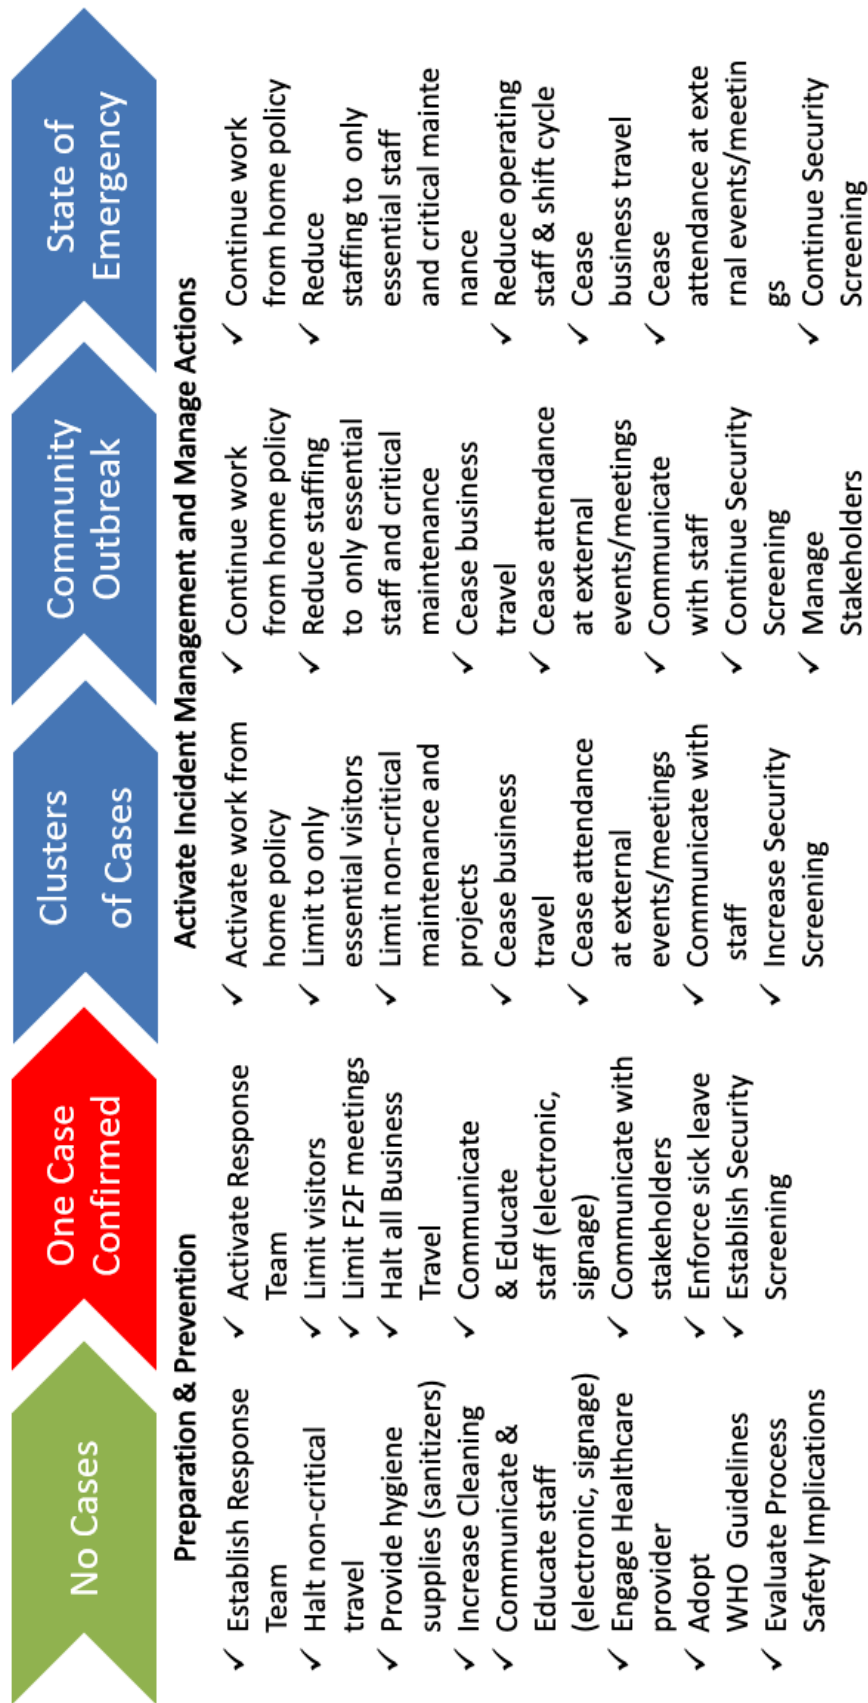 No Cases
One Case
Confirmed
Clusters
of Cases
Community
Outbreak
State of
Emergency
Preparation & Prevention
Activate Incident Management and Manage Actions
✓ Establish Response
Team
✓ Halt non-critical
travel
✓ Provide hygiene
supplies (sanitizers)
✓ Increase Cleaning
✓ Communicate &
Educate staff
(electronic, signage)
✓ Engage Healthcare
provider
✓ Adopt
WHO Guidelines
✓ Evaluate Process
Safety Implications
✓ Activate Response
Team
✓ Limit visitors
✓ Limit F2F meetings
✓ Halt all Business
Travel
✓ Communicate
& Educate
staff (electronic,
signage)
✓ Communicate with
stakeholders
✓ Enforce sick leave
✓ Establish Security
Screening
✓ Activate work from
home policy
✓ Limit to only
essential visitors
✓ Limit non-critical
maintenance and
projects
✓ Cease business
travel
✓ Cease attendance
at external
events/meetings
✓ Communicate with
staff
✓ Increase Security
Screening
✓ Continue work
from home policy
✓ Reduce staffing
to only essential
staff and critical
maintenance
✓ Cease business
travel
✓ Cease attendance
at external
events/meetings
✓ Communicate
with staff
✓ Continue Security
Screening
✓ Manage
Stakeholders
✓ Continue work
from home policy
✓ Reduce
staffing to only
essential staff
and critical mainte
nance
✓ Reduce operating
staff & shift cycle
✓ Cease
business travel
✓ Cease
attendance at exte
rnal events/meetin
gs
✓ Continue Security
Screening